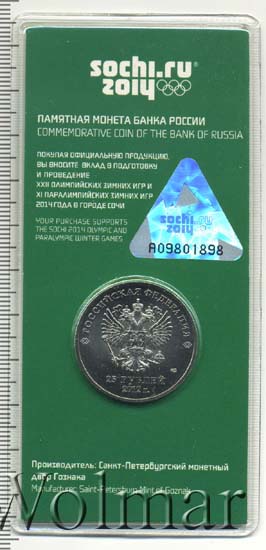 sochi.ru
2014
ПАМЯТНАЯ МОНЕТА БАНКА РОССИИ
COMMEMORATIVE COIN OF THE BANK OF RUSSIA
ПОКУПАЯ ОФИЦИАЛЬНУЮ ПРОДУКЦИЮ,
ВЫ ВНОСИТЕ ВКЛАД В ПОДГОТОВКУ
И ПРОВЕДЕНИЕ
XXII ОЛИМПИЙСКИХ ЗИМНИХ ИГР И
XI ПАРАЛИМПИЙСКИХ ЗИМНИХ ИГР
2014 ГОДА В ГОРОДЕ СОЧИ
YOUR PURCHASE SUPPORTS
THE SOCHI 2014 OLYMPIC AND
PARALYMPIC WINTER GAMES
sochi.ru
2014
A09801898
РОССИЙСКАЯ ФЕДЕРАЦИЯ
25 РУБЛЕЙ
2012 г.
Производитель: Санкт-Петербургский монетный
двор Гознака
Manufacturer: Saint-Petersburg Mint of Goznak
Wolmar